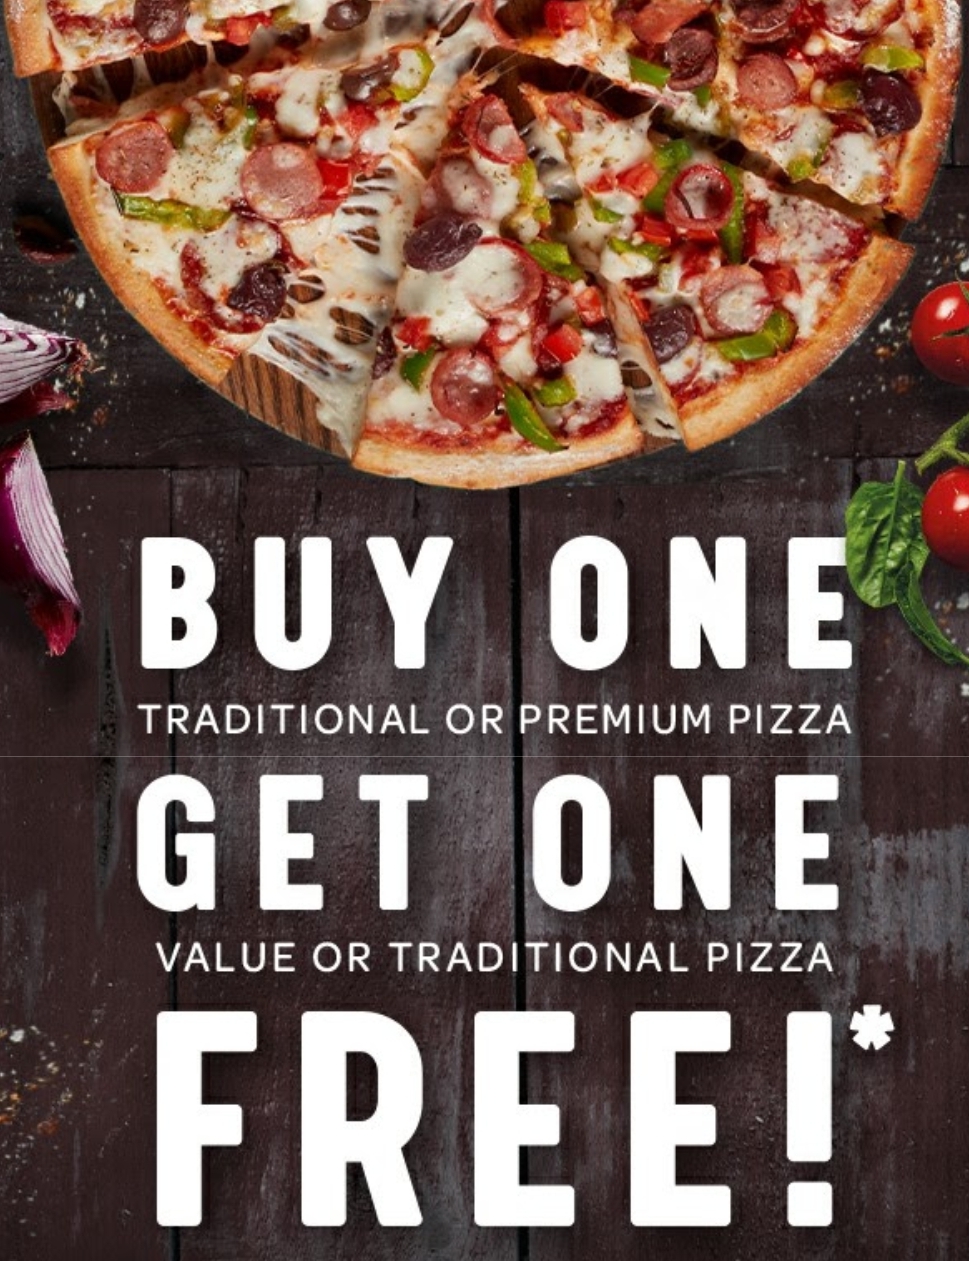 BUY ONE
TRADITIONAL OR PREMIUM PIZZA
GET ONE
VALUE OR TRADITIONAL PIZZA
FREE!*